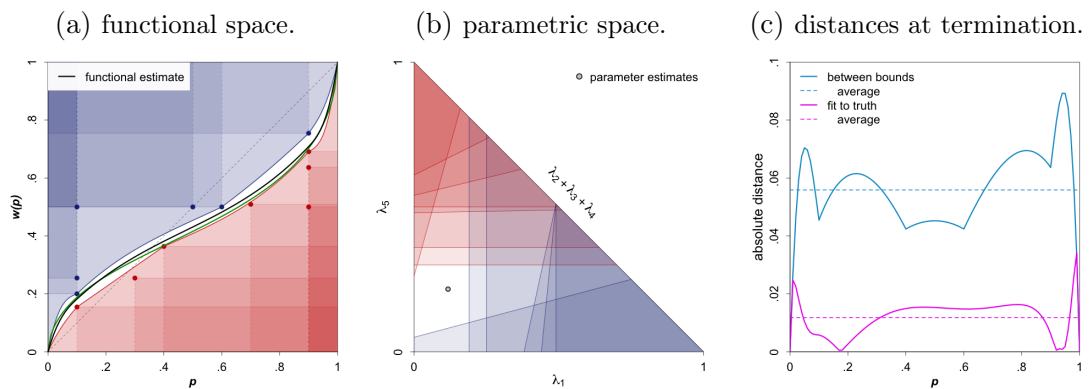 (a) functional space.
1
.8
.6
.4
.2
0
w(p)
functional estimate
0
.2
.4
.6
.8
1
p
(b) parametric space.
1
λ5
0
parameter estimates
λ2 + λ3 + λ4
0
λ1
1
(c) distances at termination.
.1
.08
.06
.04
.02
0
absolute distance
between bounds
average
fit to truth
average
0
.2
.4
.6
.8
1
p